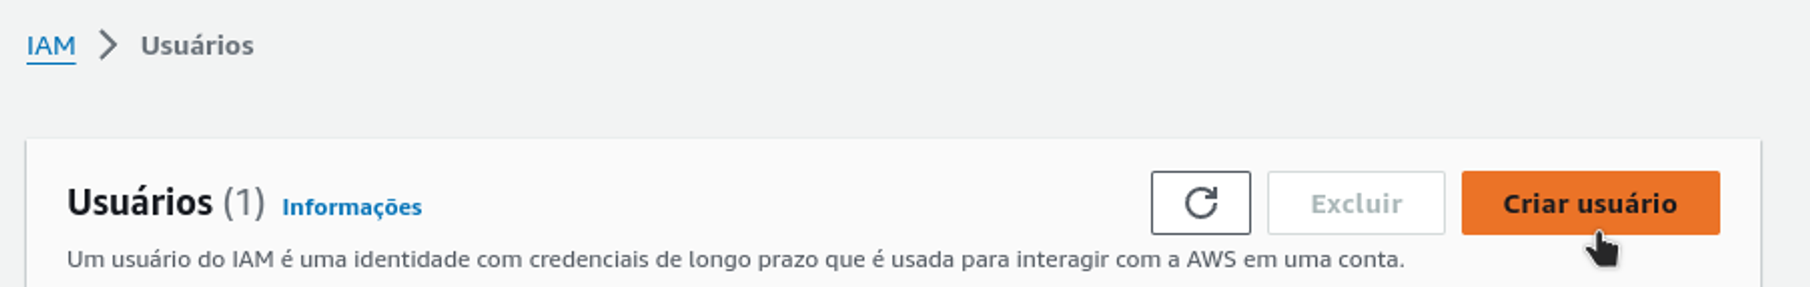 IAM > Usuários
Usuários (1) Informações
Excluir
Criar usuário
Um usuário do IAM é uma identidade com credenciais de longo prazo que é usada para interagir com a AWS em uma conta.